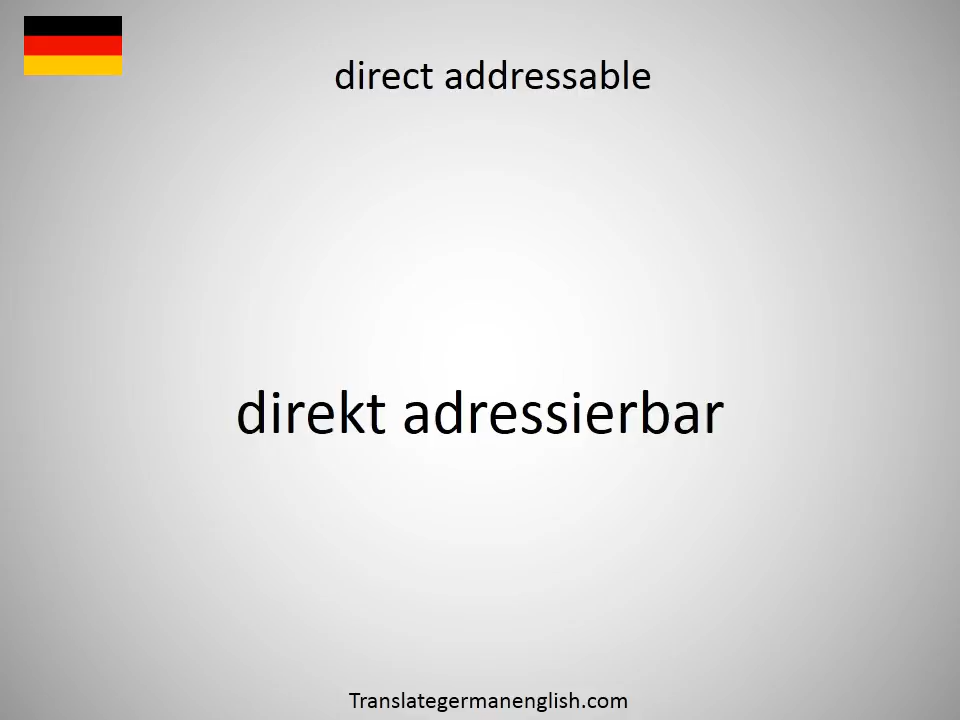 direct addressable
direkt adressierbar
Translategermanenglish.com